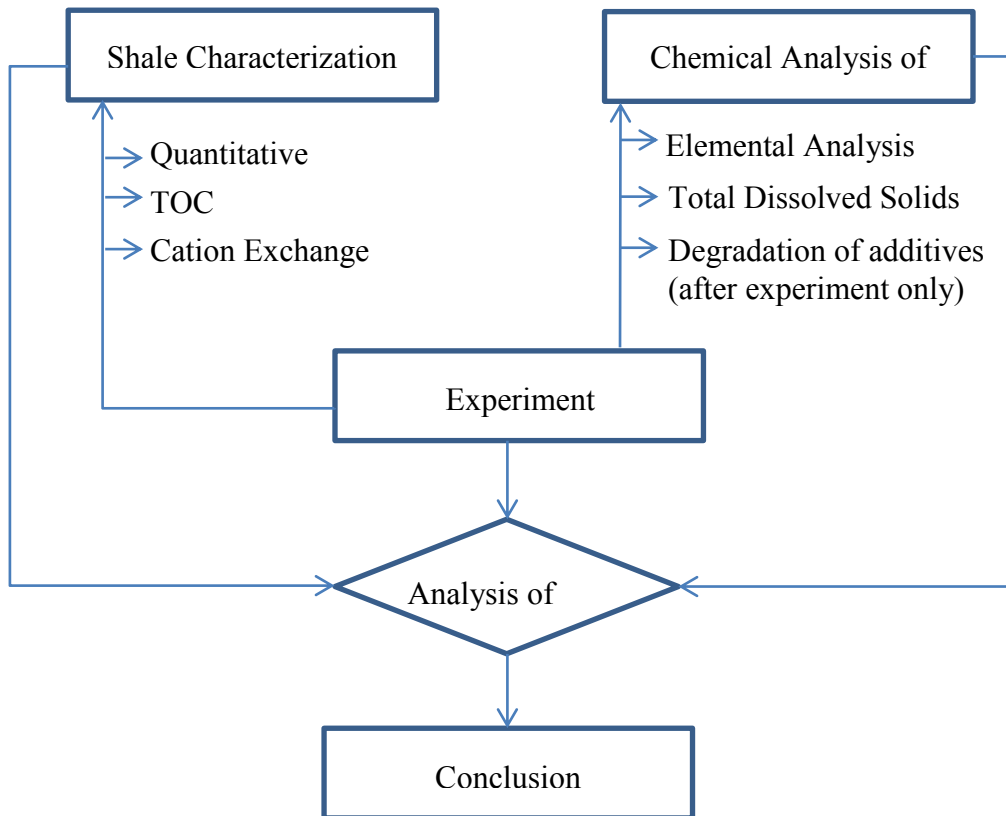 Shale Characterization
Quantitative
TOC
Cation Exchange
Chemical Analysis of
Elemental Analysis
Total Dissolved Solids
Degradation of additives
(after experiment only)
Experiment
Analysis of
Conclusion